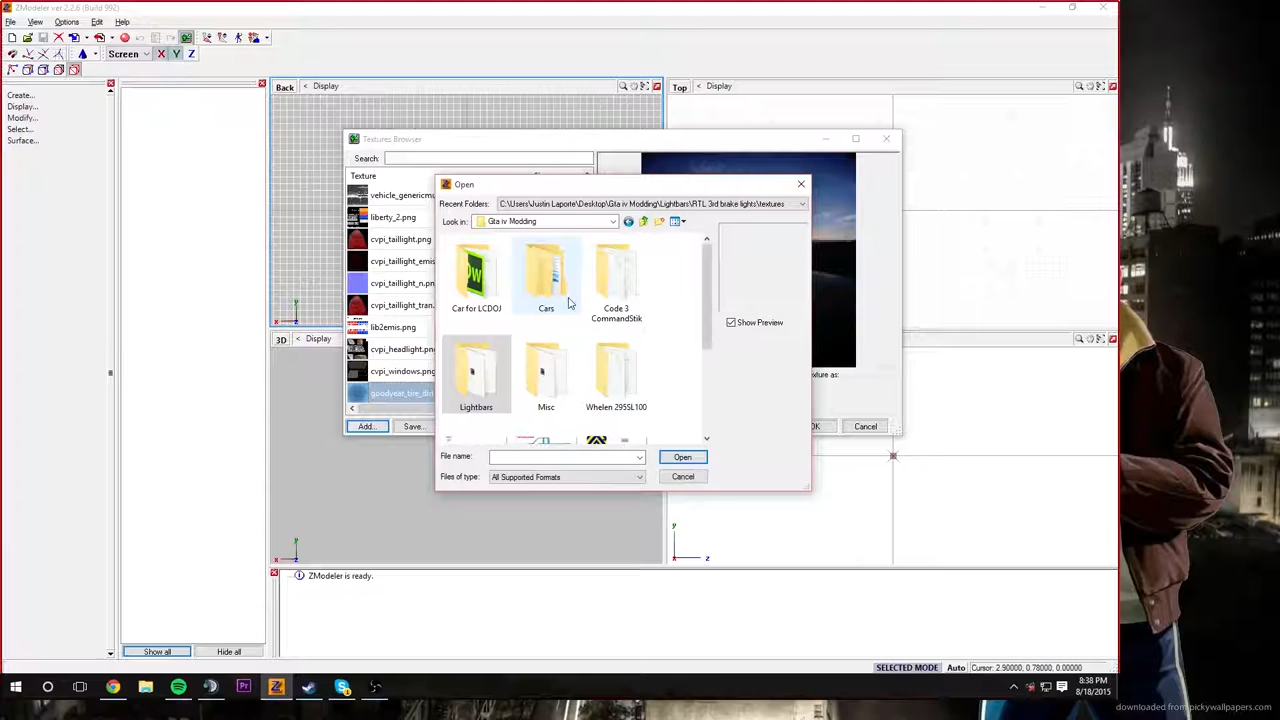 ZModeler ver 2.2.6 (Build 992)
File View Options Edit Help
Screen X Y Z
Create...
Display...
Modify...
Select...
Surface...
Back < Display
Top < Display
3D < Display
Textures Browser
Search:
Texture
liberty_2.png
cvpi_taillight.png
cvpi_taillight_emis
cvpi_taillight_n.pn
cvpi_taillight_tran.
lib2emis.png
cvpi_headlight.png
cvpi_windows.png
goodyear_tire_diri
Add... Save... OK Cancel
Open
Recent Folders: C:\Users\Justin Laporte\Desktop\Gta iv Modding\Lightbars\RTL 3rd brake lights\textures
Look in: Gta iv Modding
Car for LCDOJ Cars Code 3 CommandStik
Lightbars Misc Whelen 295SL100
Show Preview
File name: Open
Files of type: All Supported Formats Cancel
ZModeler is ready.
Show all Hide all
SELECTED MODE Auto Cursor: 2.90000, 0.78000, 0.00000
8:38 PM
8/18/2015
downloaded from pickywallpapers.com